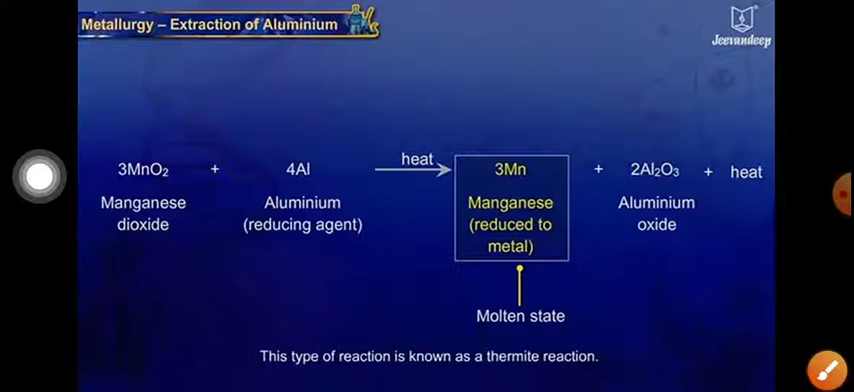 Metallurgy – Extraction of Aluminium
Jeevandeep
3MnO₂ + 4Al heat 3Mn + 2Al₂O₃ + heat
Manganese dioxide
Aluminium (reducing agent)
Manganese (reduced to metal)
Aluminium oxide
Molten state
This type of reaction is known as a thermite reaction.